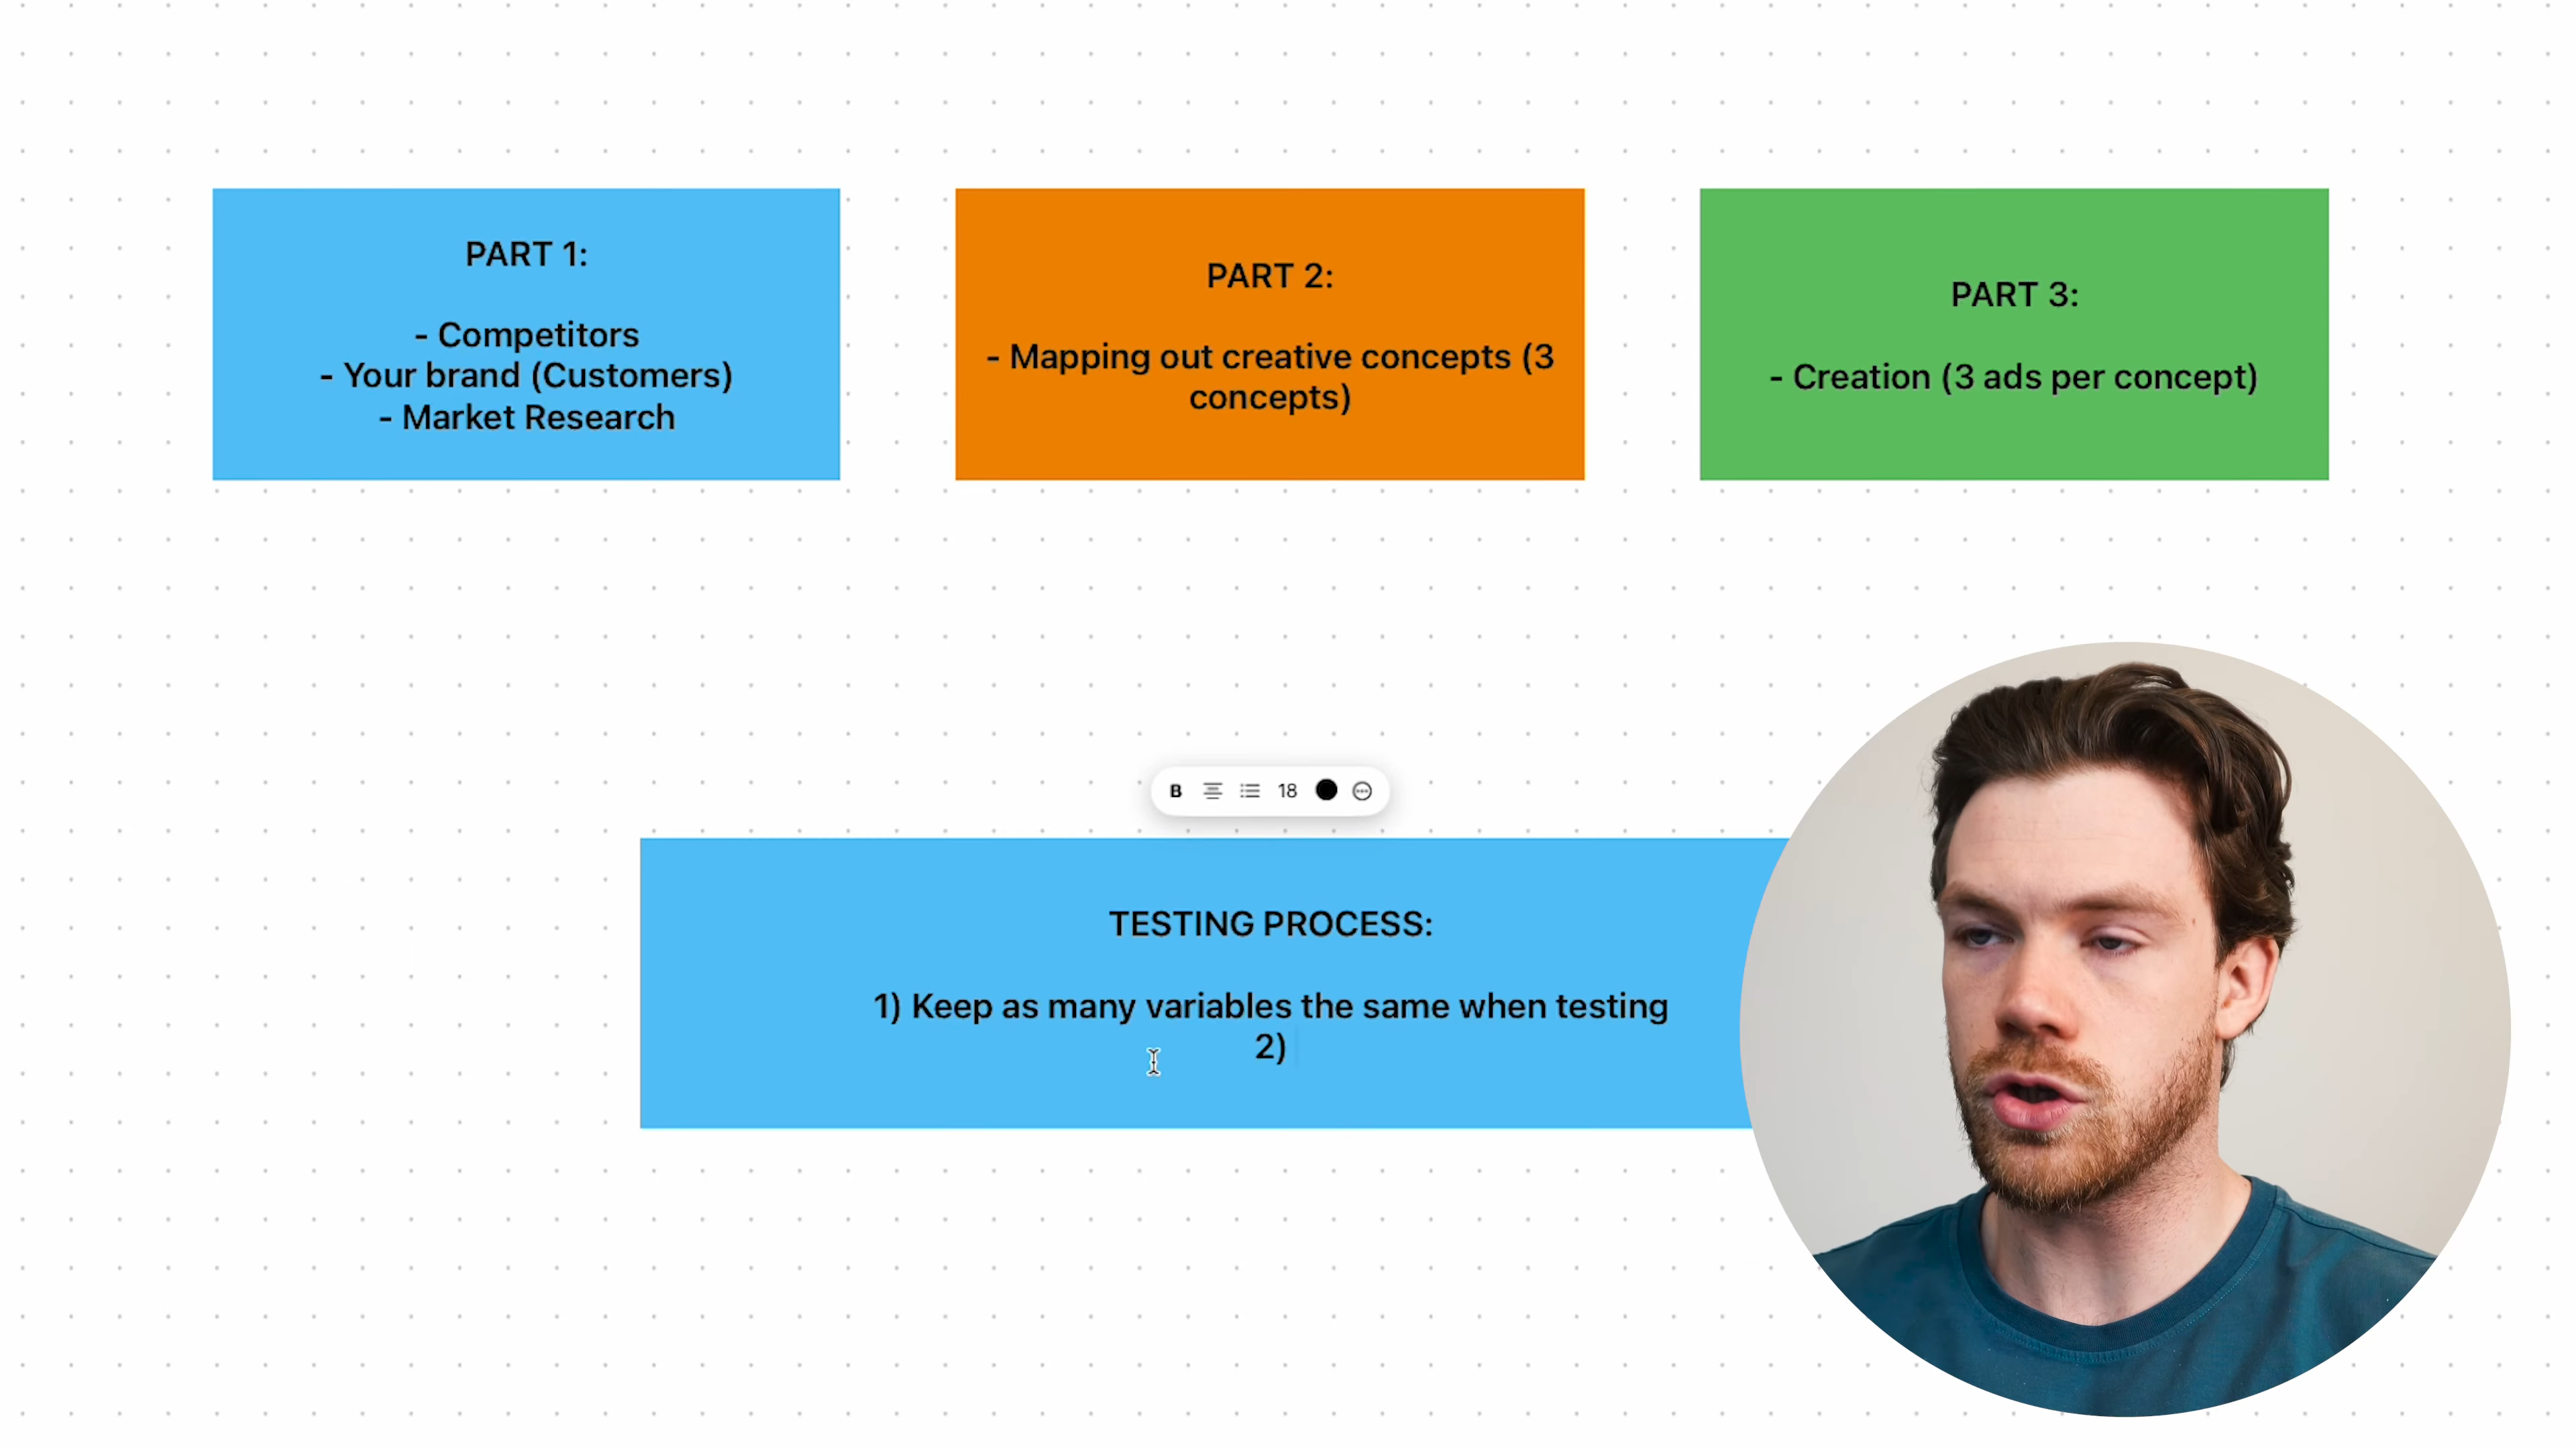 PART 1:
- Competitors
- Your brand (Customers)
- Market Research
PART 2:
- Mapping out creative concepts (3
concepts)
PART 3:
- Creation (3 ads per concept)
B
18
TESTING PROCESS:
1) Keep as many variables the same when testing
2)